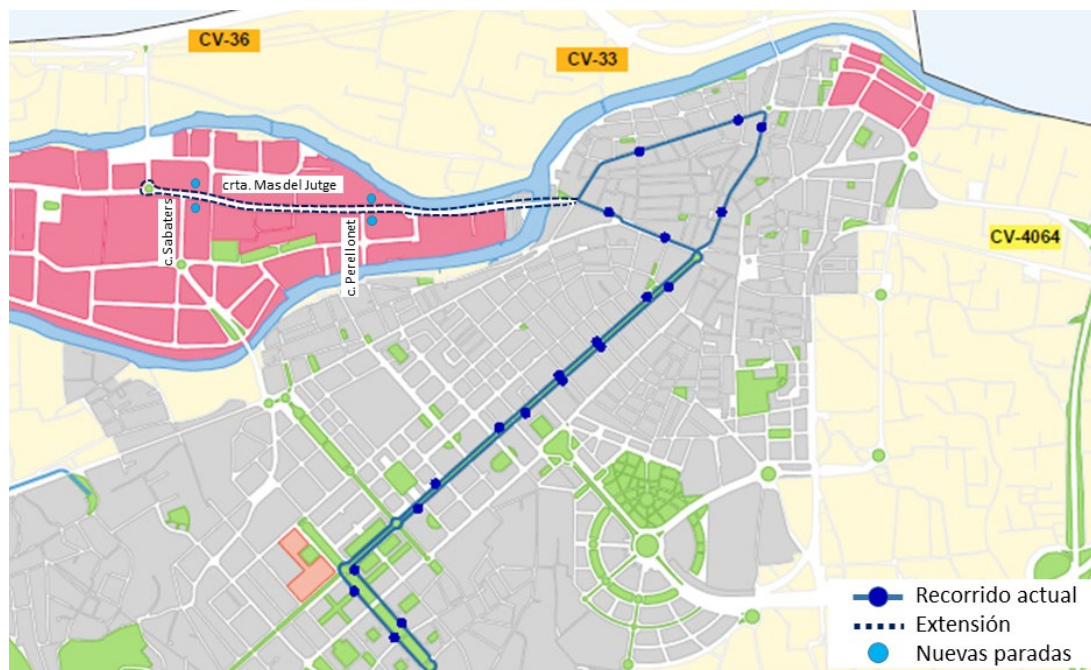 CV-36
CV-33
crta. Mas del Jutge
c. Sabaters
c. Perellonet
CV-4064
Recorrido actual
Extensión
Nuevas paradas